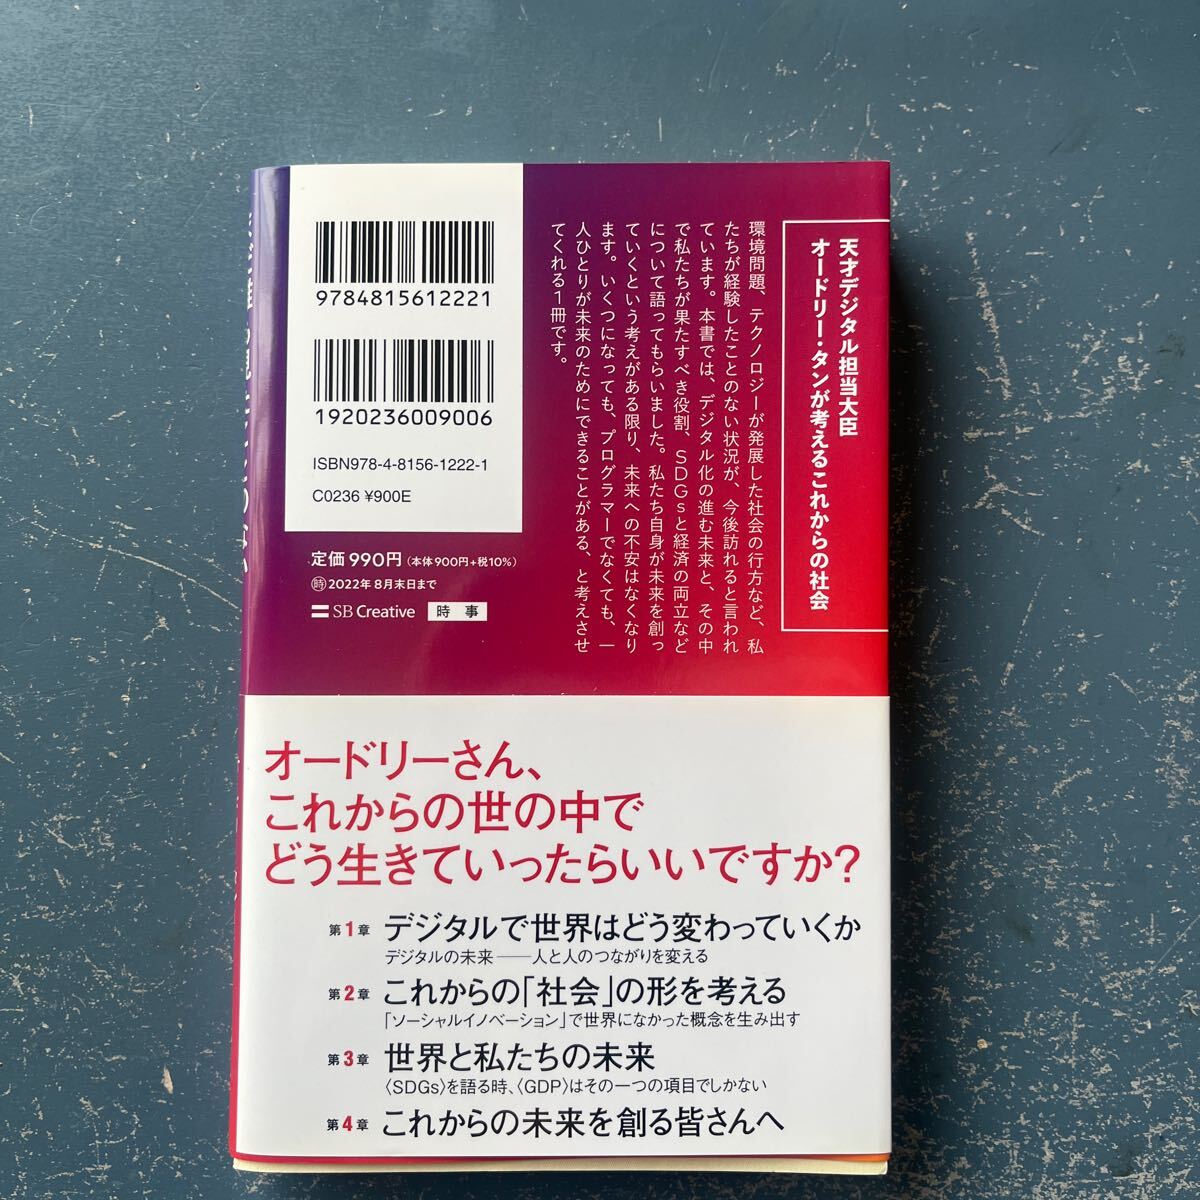 天才デジタル担当大臣
オードリー・タンが考えるこれからの社会
環境問題、テクノロジーが発展した社会の行方など、私
たちが経験したことのない状況が、今後訪れると言われ
ています。本書では、デジタル化の進む未来と、その中
で私たちが果たすべき役割、SDGsと経済の両立など
について語ってもらいました。私たち自身が未来を創っ
ていくという考えがある限り、未来への不安はなくなり
ます。いくつになっても、プログラマーでなくても、一
人ひとりが未来のためにできることがある、と考えさせ
てくれる1冊です。
9784815612221
1920236009006
ISBN978-4-8156-1222-1
C0236 ¥900E
定価 990円（本体900円+税10%）
時 2022年8月末日まで
SB Creative 時事
オードリーさん、
これからの世の中で
どう生きていったらいいですか?
第1章 デジタルで世界はどう変わっていくか
デジタルの未来 ――人と人のつながりを変える
第2章 これからの「社会」の形を考える
「ソーシャルイノベーション」で世界になかった概念を生み出す
第3章 世界と私たちの未来
〈SDGs〉を語る時、〈GDP〉はその一つの項目でしかない
第4章 これからの未来を創る皆さんへ